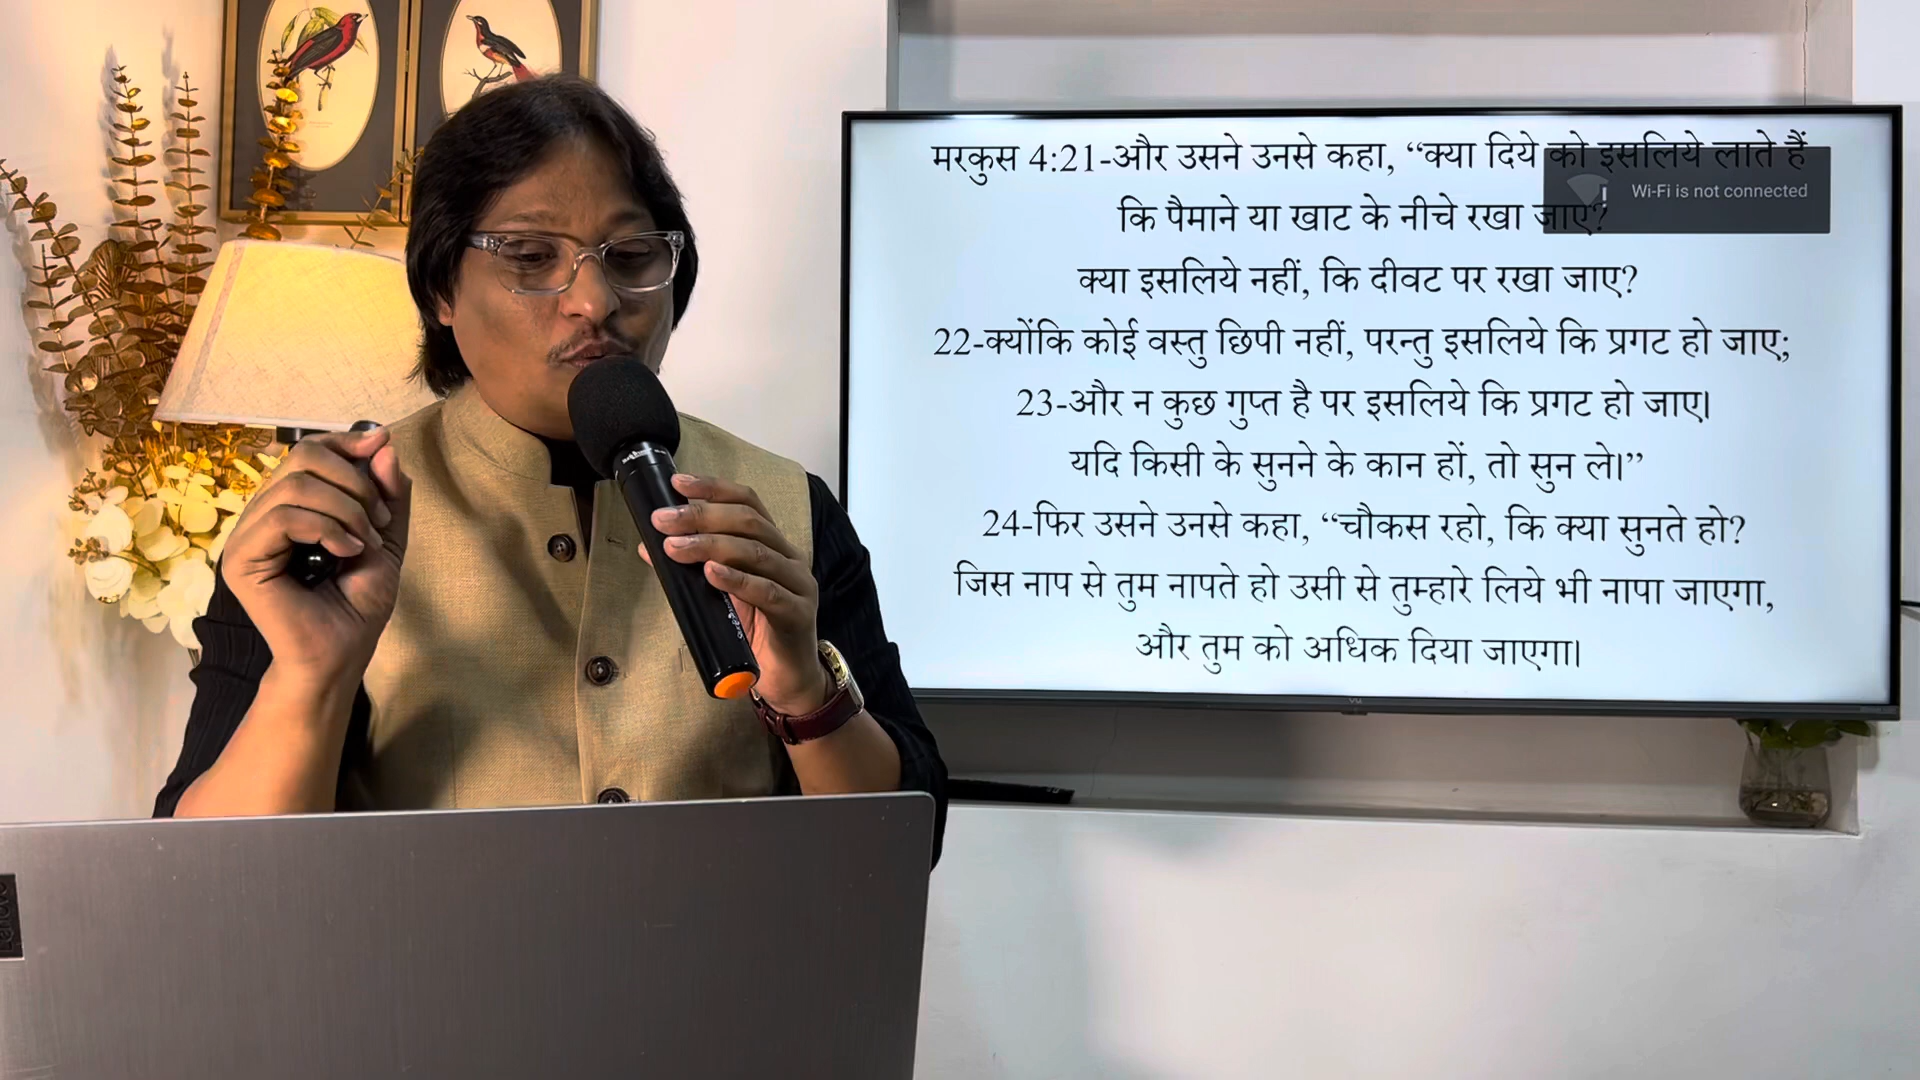 मरकुस 4:21-और उसने उनसे कहा, “क्या दिये को इसलिये लाते हैं
कि पैमाने या खाट के नीचे रखा जाए?
Wi-Fi is not connected
क्या इसलिये नहीं, कि दीवट पर रखा जाए?
22-क्योंकि कोई वस्तु छिपी नहीं, परन्तु इसलिये कि प्रगट हो जाए;
23-और न कुछ गुप्त है पर इसलिये कि प्रगट हो जाए।
यदि किसी के सुनने के कान हों, तो सुन ले।”
24-फिर उसने उनसे कहा, “चौकस रहो, कि क्या सुनते हो?
जिस नाप से तुम नापते हो उसी से तुम्हारे लिये भी नापा जाएगा,
और तुम को अधिक दिया जाएगा।
Lenovo